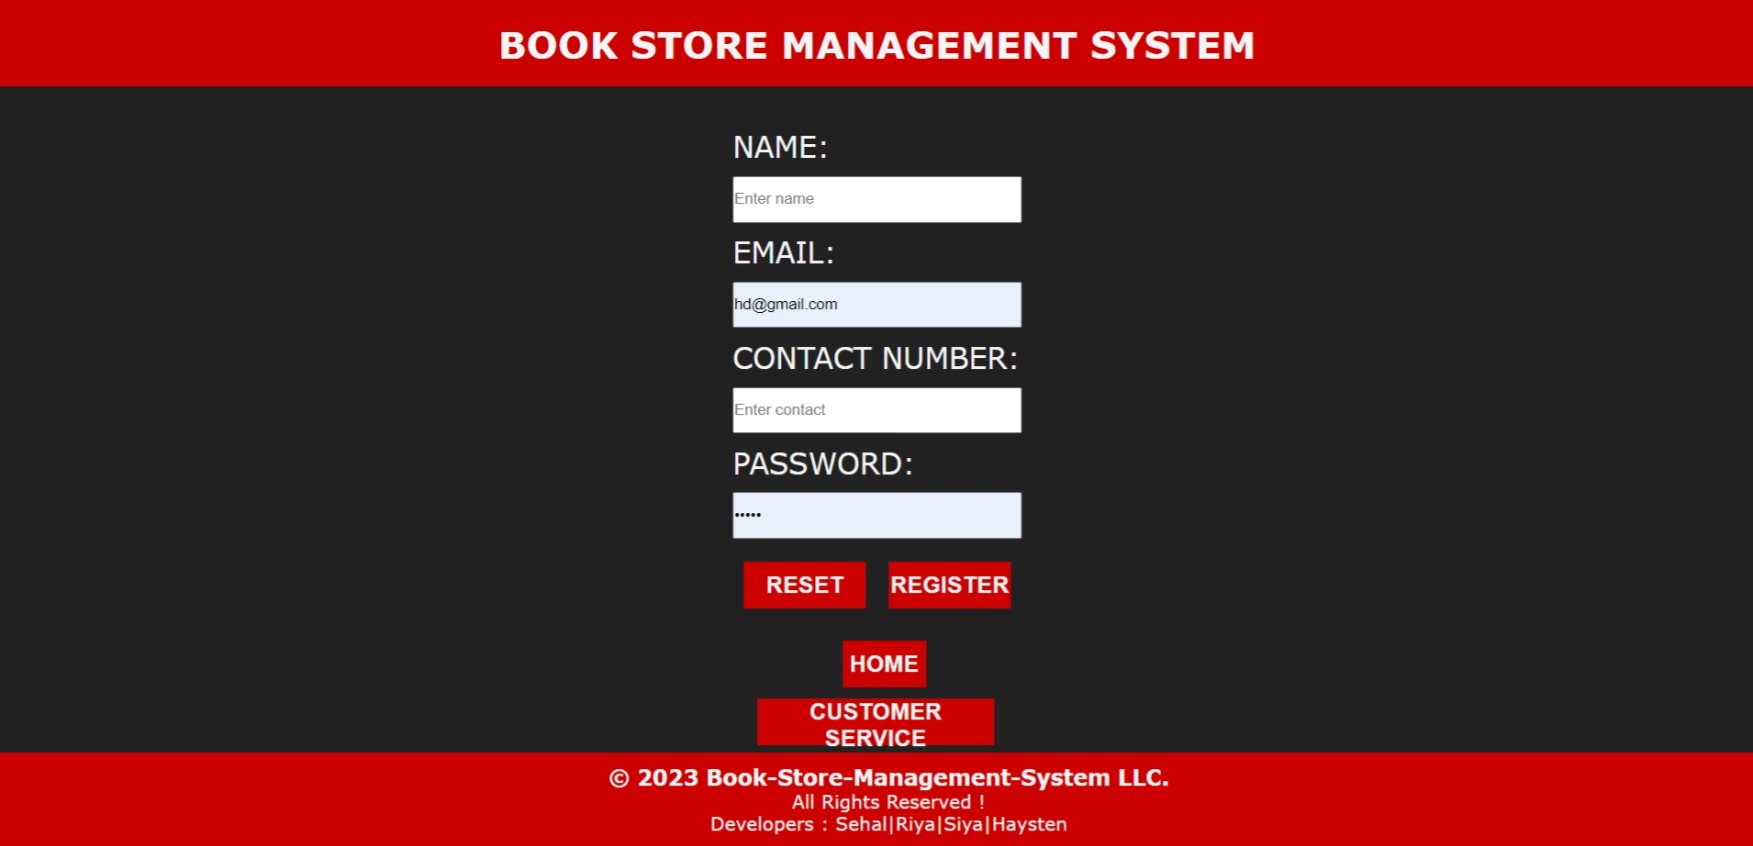 BOOK STORE MANAGEMENT SYSTEM
NAME:
Enter name
EMAIL:
hd@gmail.com
CONTACT NUMBER:
Enter contact
PASSWORD:
•••••
RESET REGISTER
HOME
CUSTOMER
SERVICE
© 2023 Book-Store-Management-System LLC.
All Rights Reserved !
Developers : Sehal|Riya|Siya|Haysten